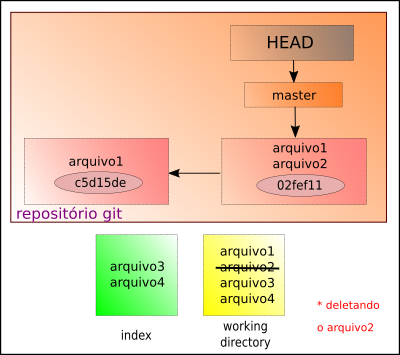 HEAD
master
arquivo1
c5d15de
arquivo1
arquivo2
02fef11
repositório git
arquivo3
arquivo4
index
arquivo1
arquivo2
arquivo3
arquivo4
working
directory
* deletando
o arquivo2